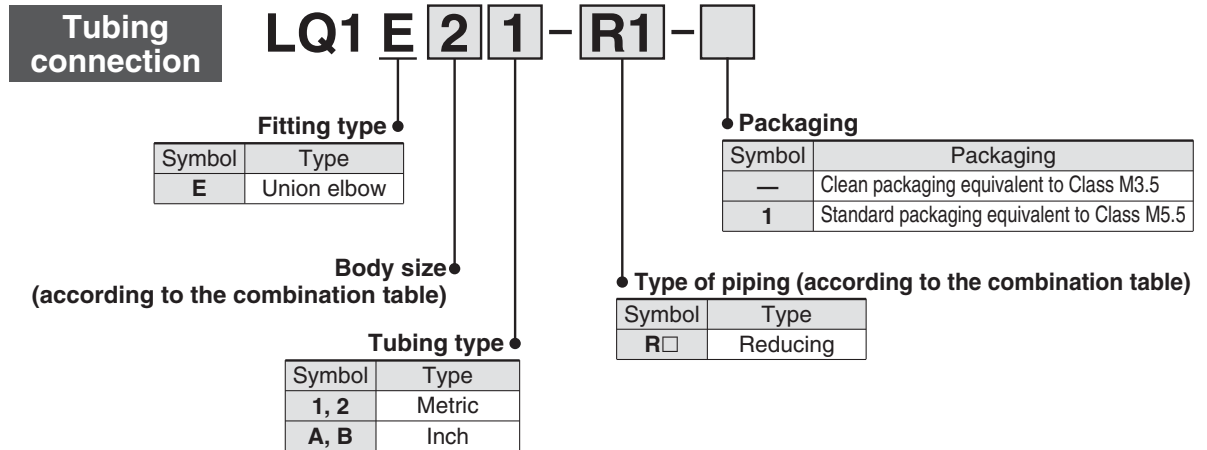 Tubing
connection
LQ1 E 2 1 – R1 – □
Fitting type
Symbol Type
E Union elbow
Packaging
Symbol Packaging
— Clean packaging equivalent to Class M3.5
1 Standard packaging equivalent to Class M5.5
Body size
(according to the combination table)
Type of piping (according to the combination table)
Symbol Type
R□ Reducing
Tubing type
Symbol Type
1, 2 Metric
A, B Inch